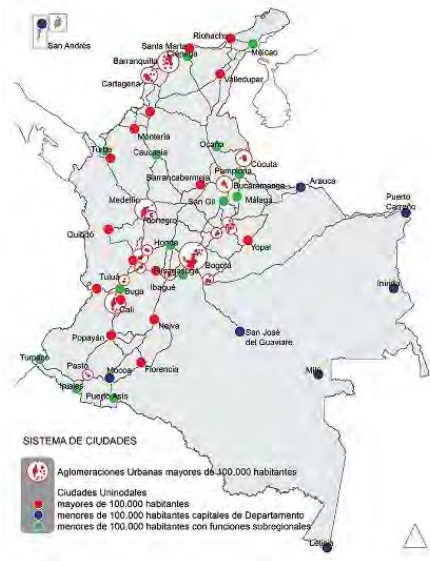 San Andrés
Riohacha
Santa Marta
Ciénega
Maicao
Barranquilla
Cartagena
Valledupar
Montería
Turbo
Caucasia
Ocaña
Cúcuta
Pamplona
Barrancabermeja
Bucaramanga
Arauca
San Gil
Málaga
Puerto
Carreño
Medellín
Rionegro
Quibdó
Honda
Yopal
Bogotá
Fusagasuga
Tuluá
Ibagué
Buga
Cali
Inirida
Neiva
San José
del Guaviare
Popayán
Tumaco
Pasto
Mocoa
Florencia
Mitú
Ipiales
Puerto Asís
Leticia
SISTEMA DE CIUDADES
Aglomeraciones Urbanas mayores de 100.000 habitantes
Ciudades Uninodales
mayores de 100.000 habitantes
menores de 100.000 habitantes capitales de Departamento
menores de 100.000 habitantes con funciones subregionales